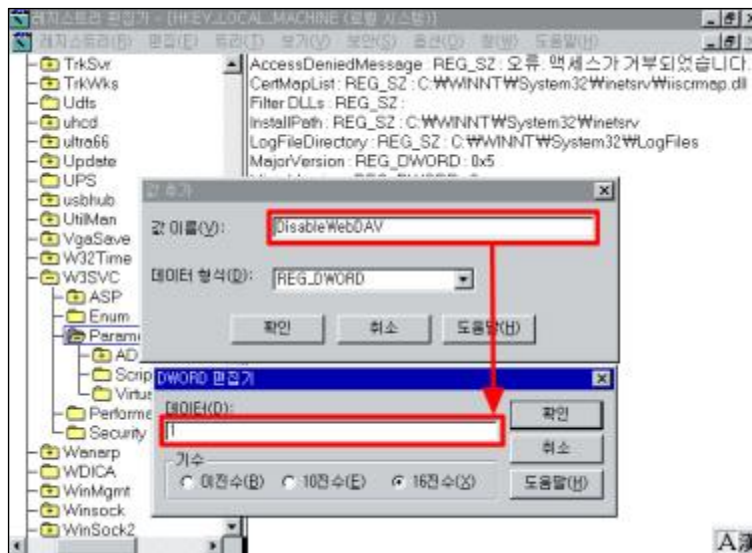 레지스트리 편집기 - [HKEY_LOCAL_MACHINE (로컬 시스템)]
레지스트리(R) 편집(E) 트리(T) 보기(V) 보안(S) 옵션(O) 창(W) 도움말(H)
TrkSvr
TrkWks
Udfs
uhcd
ultra66
Update
UPS
usbhub
UtilMan
VgaSave
W32Time
W3SVC
ASP
Enum
Param
AD
Scrip
Virtu
Performa
Security
Wanarp
WDICA
WinMgmt
Winsock
WinSock2
AccessDeniedMessage : REG_SZ : 오류. 액세스가 거부되었습니다.
CertMapList : REG_SZ : C:₩WINNT₩System32₩inetsrv₩iiscrmap.dll
Filter DLLs : REG_SZ :
InstallPath : REG_SZ : C:₩WINNT₩System32₩inetsrv
LogFileDirectory : REG_SZ : C:₩WINNT₩System32₩LogFiles
MajorVersion : REG_DWORD : 0x5
값 추가
값 이름(V):
DisableWebDAV
데이터 형식(D):
REG_DWORD
확인 취소 도움말(H)
DWORD 편집기
데이터(D):
1
기수
이진수(B) 10진수(E) 16진수(X)
확인
취소
도움말(H)
A漢